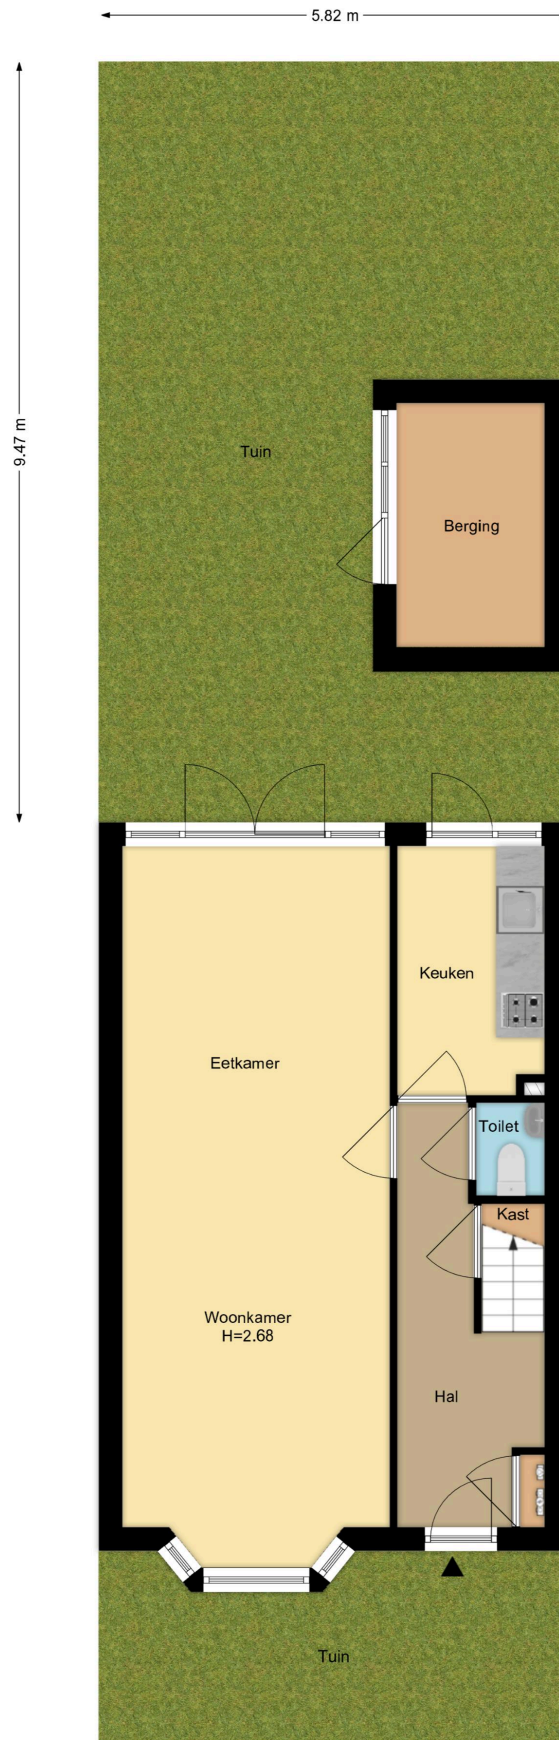 5.82 m
9.47 m
Tuin
Berging
Keuken
Eetkamer
Toilet
Kast
Woonkamer
H=2.68
Hal
Tuin